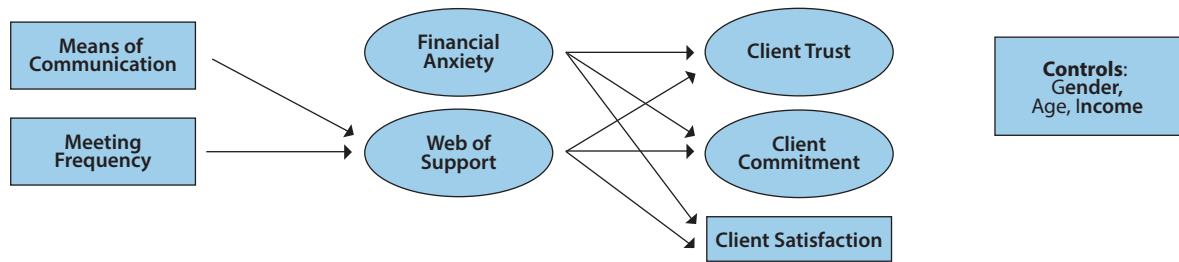 Means of
Communication
Meeting
Frequency
Financial
Anxiety
Web of
Support
Client Trust
Client
Commitment
Client Satisfaction
Controls:
Gender,
Age, Income